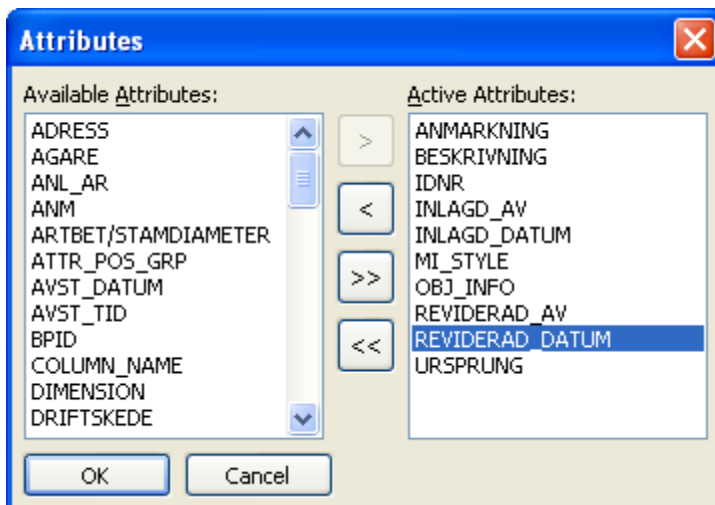 Attributes
Available Attributes:
ADRESS
AGARE
ANL_AR
ANM
ARTBET/STAMDIAMETER
ATTR_POS_GRP
AVST_DATUM
AVST_TID
BPID
COLUMN_NAME
DIMENSION
DRIFTSKEDE
>
<
>>
<<
Active Attributes:
ANMARKNING
BESKRIVNING
IDNR
INLAGD_AV
INLAGD_DATUM
MI_STYLE
OBJ_INFO
REVIDERAD_AV
REVIDERAD_DATUM
URSPRUNG
OK
Cancel